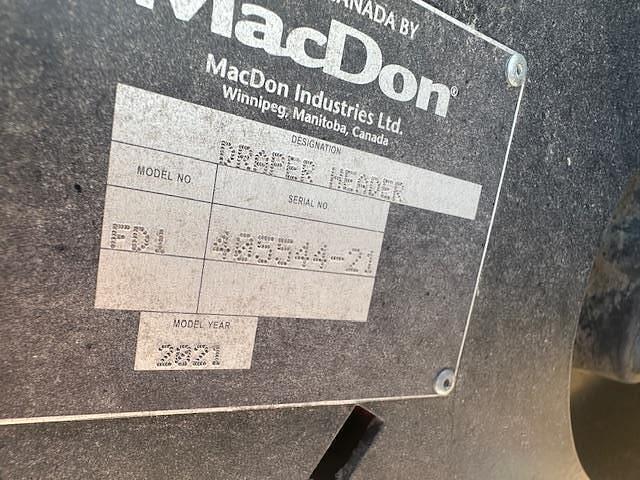 CANADA BY
MacDon®
MacDon Industries Ltd.
Winnipeg, Manitoba, Canada
DESIGNATION
DRAPER HEADER
MODEL NO
SERIAL NO
FD1
405544-21
MODEL YEAR
2021